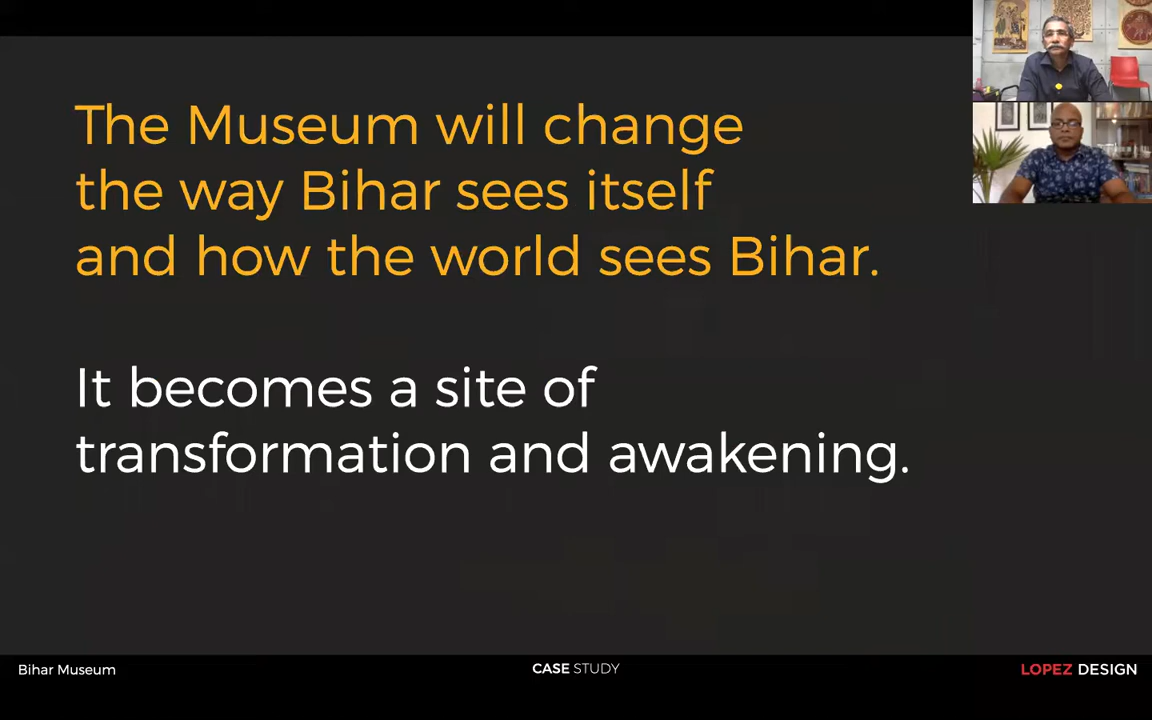 The Museum will change
the way Bihar sees itself
and how the world sees Bihar.
It becomes a site of
transformation and awakening.
Bihar Museum
CASE STUDY
LOPEZ DESIGN